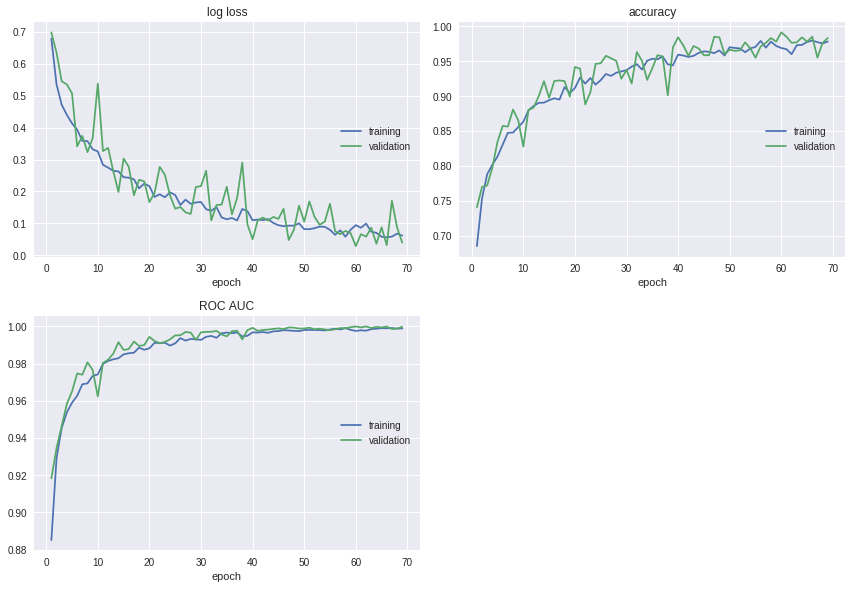 log loss
0.7
0.6
0.5
0.4
0.3
0.2
0.1
0.0
training
validation
0 10 20 30 40 50 60 70
epoch
accuracy
1.00
0.95
0.90
0.85
0.80
0.75
0.70
training
validation
0 10 20 30 40 50 60 70
epoch
ROC AUC
1.00
0.98
0.96
0.94
0.92
0.90
0.88
training
validation
0 10 20 30 40 50 60 70
epoch